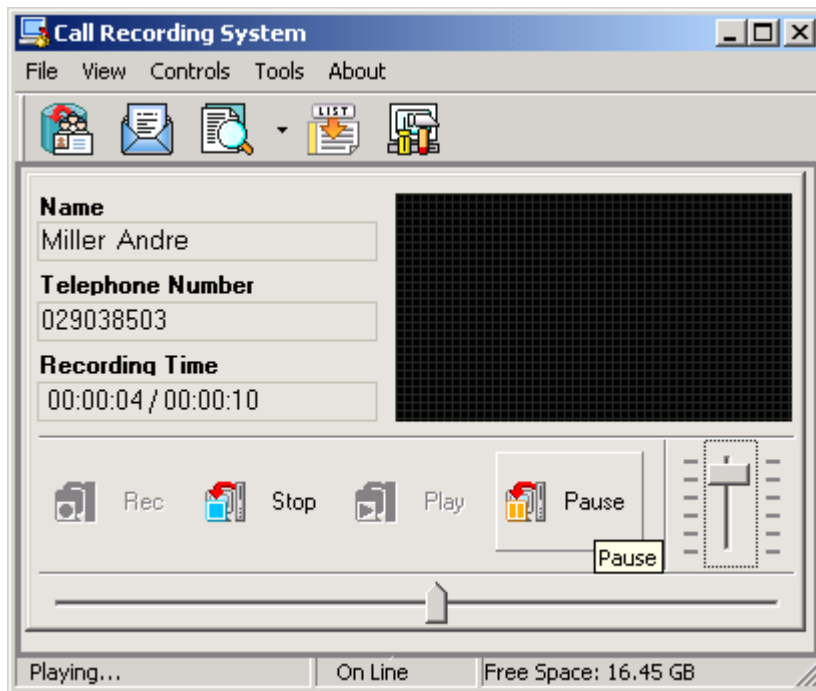 Call Recording System
File View Controls Tools About
LIST
Name
Miller Andre
Telephone Number
029038503
Recording Time
00:00:04 / 00:00:10
Rec Stop Play Pause
Pause
Playing... On Line Free Space: 16.45 GB